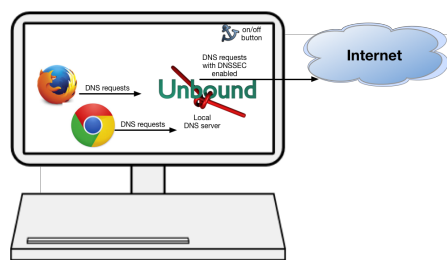 on/off
button
DNS requests
with DNSSEC
enabled
Internet
DNS requests
Unbound
Local
DNS server
DNS requests